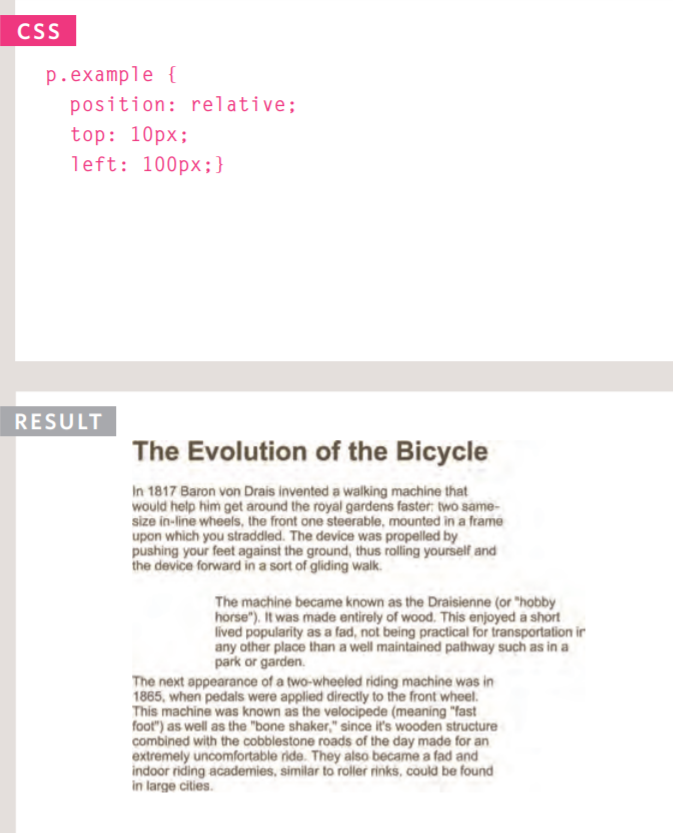 CSS
p.example {
position: relative;
top: 10px;
left: 100px;}
RESULT
The Evolution of the Bicycle
In 1817 Baron von Drais invented a walking machine that
would help him get around the royal gardens faster: two same-
size in-line wheels, the front one steerable, mounted in a frame
upon which you straddled. The device was propelled by
pushing your feet against the ground, thus rolling yourself and
the device forward in a sort of gliding walk.
The machine became known as the Draisienne (or "hobby
horse"). It was made entirely of wood. This enjoyed a short
lived popularity as a fad, not being practical for transportation in
any other place than a well maintained pathway such as in a
park or garden.
The next appearance of a two-wheeled riding machine was in
1865, when pedals were applied directly to the front wheel.
This machine was known as the velocipede (meaning "fast
foot") as well as the "bone shaker," since it's wooden structure
combined with the cobblestone roads of the day made for an
extremely uncomfortable ride. They also became a fad and
indoor riding academies, similar to roller rinks, could be found
in large cities.